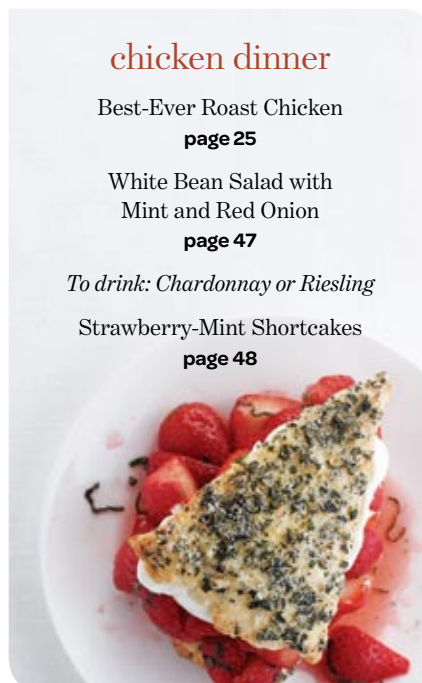 chicken dinner
Best-Ever Roast Chicken
page 25
White Bean Salad with
Mint and Red Onion
page 47
To drink: Chardonnay or Riesling
Strawberry-Mint Shortcakes
page 48